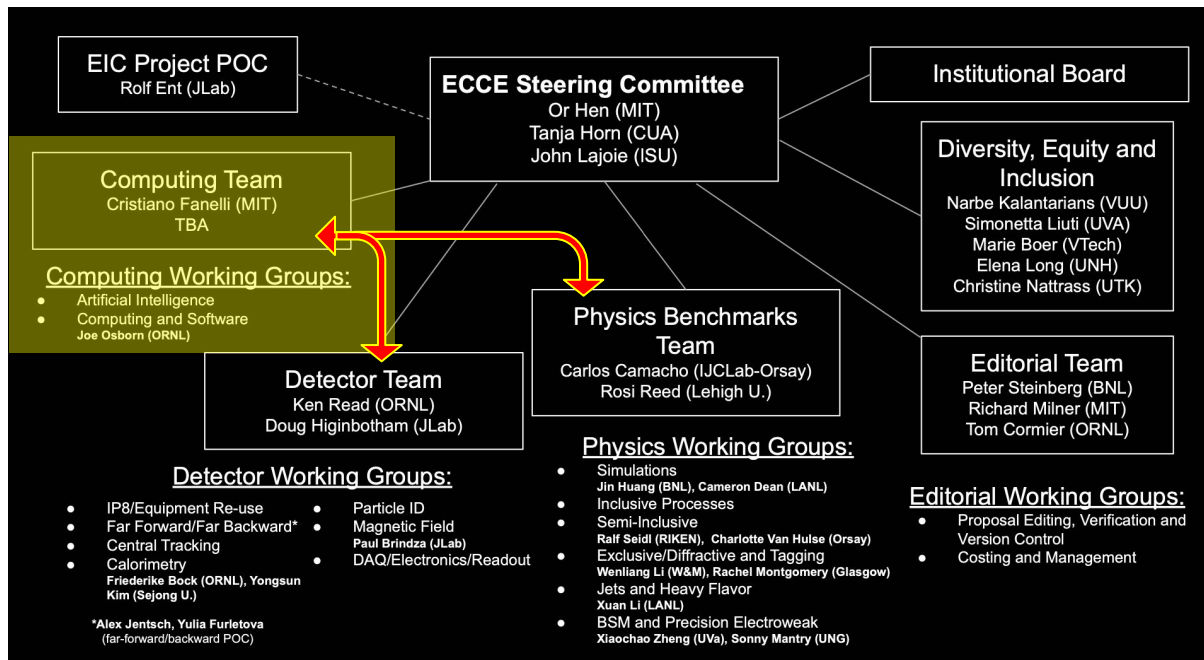 EIC Project POC
Rolf Ent (JLab)
ECCE Steering Committee
Or Hen (MIT)
Tanja Horn (CUA)
John Lajoie (ISU)
Institutional Board
Diversity, Equity and
Inclusion
Narbe Kalantarians (VUU)
Simonetta Liuti (UVA)
Marie Boer (VTech)
Elena Long (UNH)
Christine Nattrass (UTK)
Computing Team
Cristiano Fanelli (MIT)
TBA
Computing Working Groups:
● Artificial Intelligence
● Computing and Software
Joe Osborn (ORNL)
Detector Team
Ken Read (ORNL)
Doug Higinbotham (JLab)
Physics Benchmarks
Team
Carlos Camacho (IJCLab-Orsay)
Rosi Reed (Lehigh U.)
Editorial Team
Peter Steinberg (BNL)
Richard Milner (MIT)
Tom Cormier (ORNL)
Detector Working Groups:
● IP8/Equipment Re-use
● Far Forward/Far Backward*
● Central Tracking
● Calorimetry
Friederike Bock (ORNL), Yongsun
Kim (Sejong U.)
● Particle ID
● Magnetic Field
Paul Brindza (JLab)
● DAQ/Electronics/Readout
*Alex Jentsch, Yulia Furletova
(far-forward/backward POC)
Physics Working Groups:
● Simulations
Jin Huang (BNL), Cameron Dean (LANL)
● Inclusive Processes
● Semi-Inclusive
Ralf Seidl (RIKEN), Charlotte Van Hulse (Orsay)
● Exclusive/Diffractive and Tagging
Wenliang Li (W&M), Rachel Montgomery (Glasgow)
● Jets and Heavy Flavor
Xuan Li (LANL)
● BSM and Precision Electroweak
Xiaochao Zheng (UVa), Sonny Mantry (UNG)
Editorial Working Groups:
● Proposal Editing, Verification and
Version Control
● Costing and Management